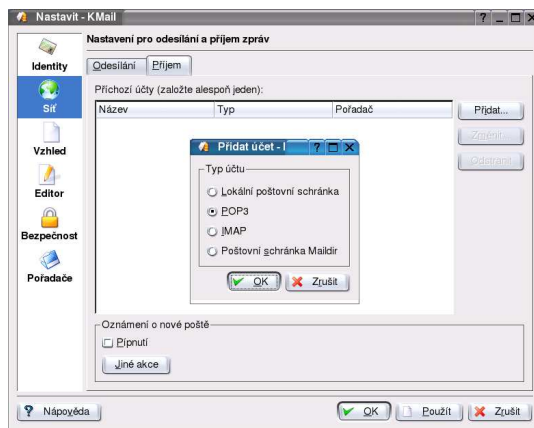 Nastavit - KMail
Nastavení pro odesílání a příjem zpráv
Identity
Síť
Vzhled
Editor
Bezpečnost
Pořadače
Odesílání
Příjem
Příchozí účty (založte alespoň jeden):
Název
Typ
Pořadač
Přidat...
Změnit...
Odstranit
Přidat účet - I
Typ účtu
Lokální poštovní schránka
POP3
IMAP
Poštovní schránka Maildir
OK
Zrušit
Oznámení o nové poště
Pípnutí
Jiné akce
Nápověda
OK
Použít
Zrušit